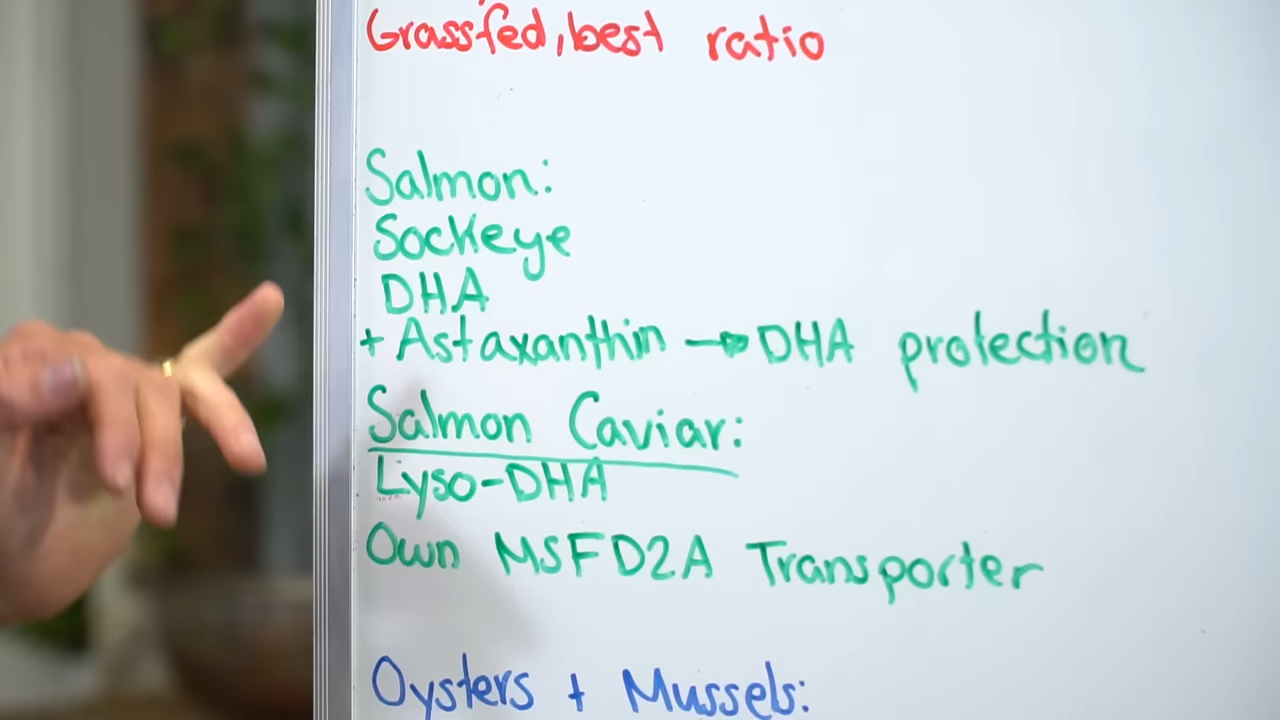 Grassfed, best ratio
Salmon:
Sockeye
DHA
+ Astaxanthin → DHA protection
Salmon Caviar:
Lyso-DHA
Own MSFD2A Transporter
Oysters + Mussels: